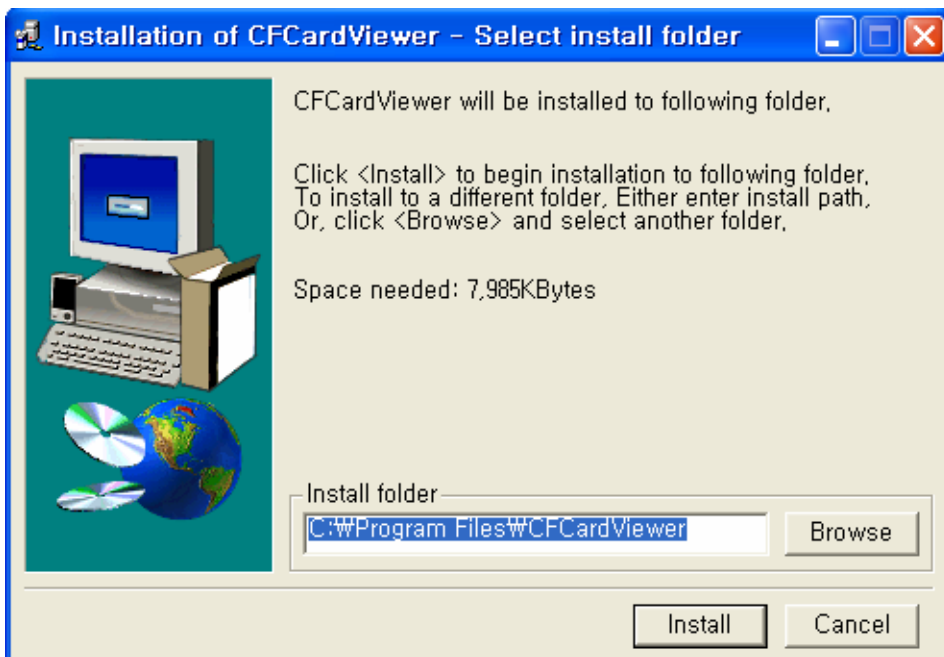 Installation of CFCardViewer - Select install folder
CFCardViewer will be installed to following folder,
Click <Install> to begin installation to following folder,
To install to a different folder, Either enter install path,
Or, click <Browse> and select another folder,
Space needed: 7,985KBytes
Install folder
C:₩Program Files₩CFCardViewer
Browse
Install
Cancel